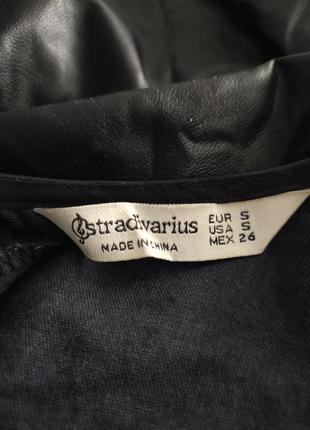 stradivarius
MADE IN CHINA
EUR S
USA S
MEX 26